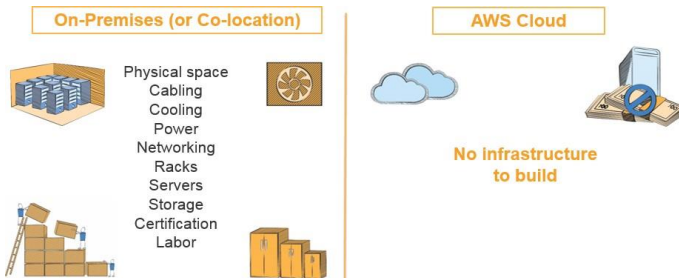 On-Premises (or Co-location)
AWS Cloud
Physical space
Cabling
Cooling
Power
Networking
Racks
Servers
Storage
Certification
Labor
No infrastructure
to build